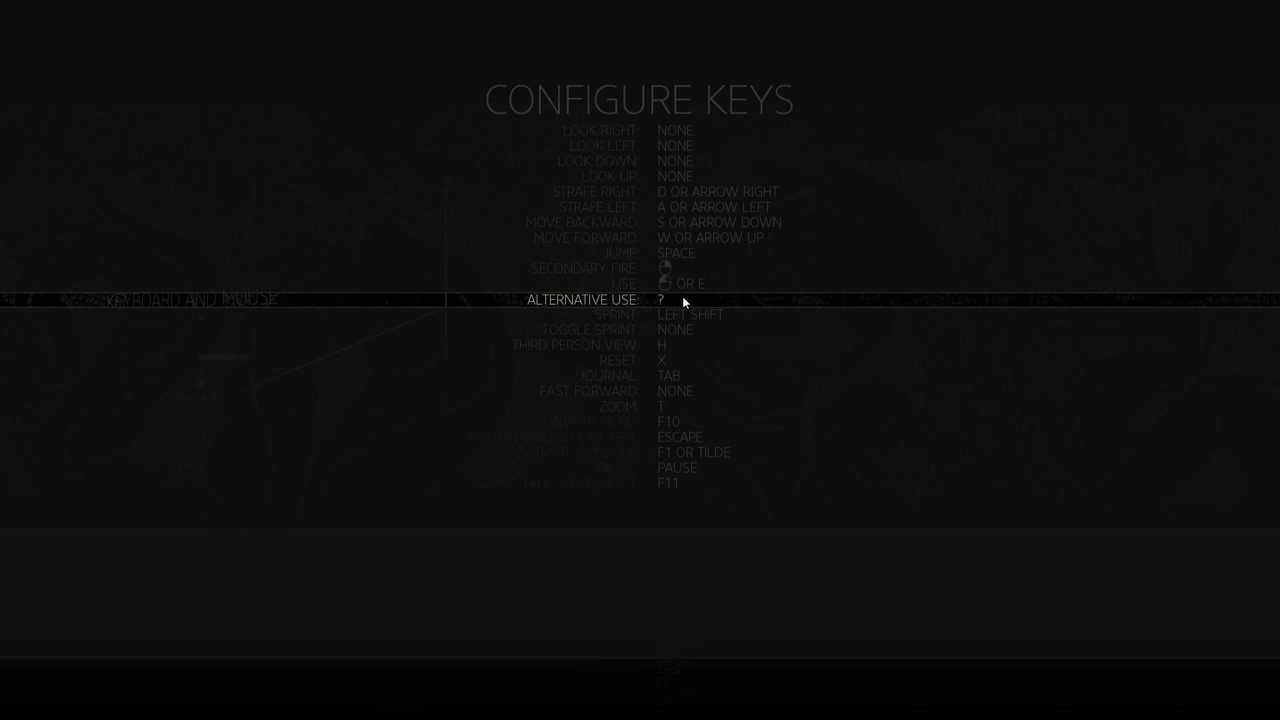 CONFIGURE KEYS
LOOK RIGHT: NONE
LOOK LEFT: NONE
LOOK DOWN: NONE
LOOK UP: NONE
STRAFE RIGHT: D OR ARROW RIGHT
STRAFE LEFT: A OR ARROW LEFT
MOVE BACKWARD: S OR ARROW DOWN
MOVE FORWARD: W OR ARROW UP
JUMP: SPACE
SECONDARY FIRE:
USE: OR E
KEYBOARD AND MOUSE
ALTERNATIVE USE: ?
SPRINT: LEFT SHIFT
TOGGLE SPRINT: NONE
THIRD PERSON VIEW: H
RESET: X
JOURNAL: TAB
FAST FORWARD: NONE
ZOOM: T
F10
ESCAPE
F1 OR TILDE
PAUSE
F11